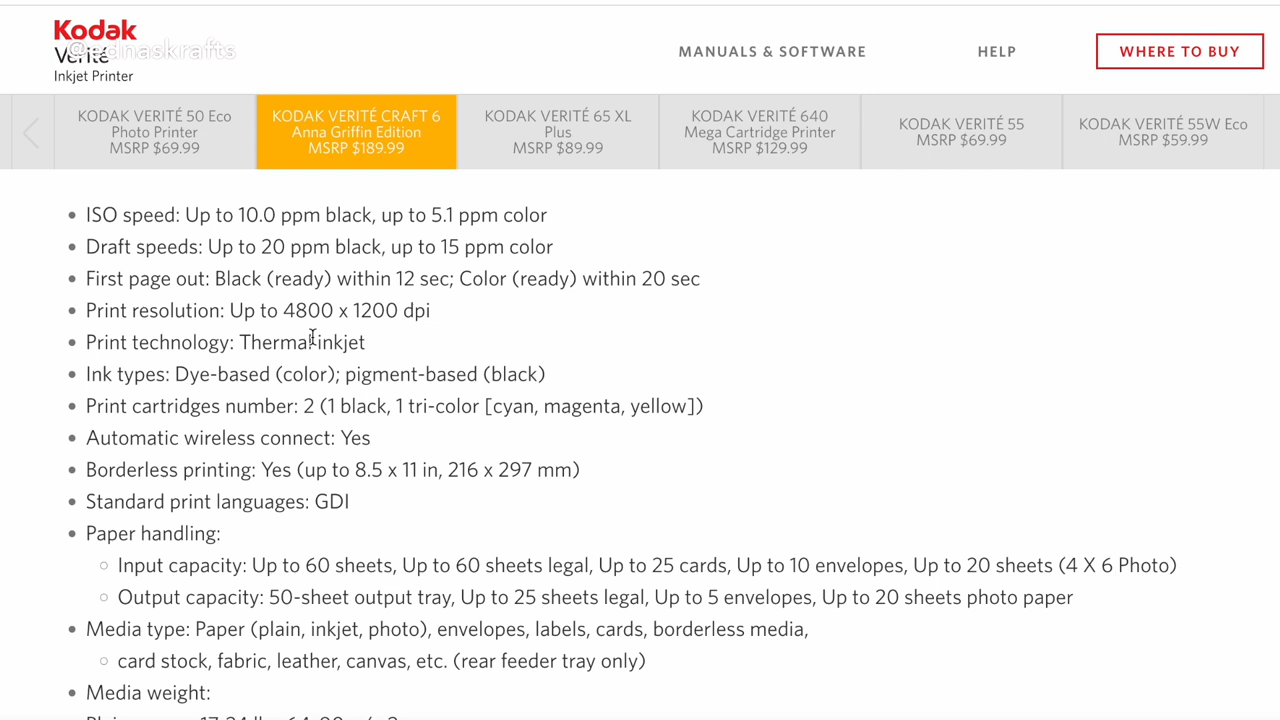 Kodak
Verité
@ednaskrafts
Inkjet Printer
MANUALS & SOFTWARE
HELP
WHERE TO BUY
KODAK VERITÉ 50 Eco
Photo Printer
MSRP $69.99
KODAK VERITÉ CRAFT 6
Anna Griffin Edition
MSRP $189.99
KODAK VERITÉ 65 XL
Plus
MSRP $89.99
KODAK VERITÉ 640
Mega Cartridge Printer
MSRP $129.99
KODAK VERITÉ 55
MSRP $69.99
KODAK VERITÉ 55W Eco
MSRP $59.99
ISO speed: Up to 10.0 ppm black, up to 5.1 ppm color
Draft speeds: Up to 20 ppm black, up to 15 ppm color
First page out: Black (ready) within 12 sec; Color (ready) within 20 sec
Print resolution: Up to 4800 x 1200 dpi
Print technology: Thermal inkjet
Ink types: Dye-based (color); pigment-based (black)
Print cartridges number: 2 (1 black, 1 tri-color [cyan, magenta, yellow])
Automatic wireless connect: Yes
Borderless printing: Yes (up to 8.5 x 11 in, 216 x 297 mm)
Standard print languages: GDI
Paper handling:
Input capacity: Up to 60 sheets, Up to 60 sheets legal, Up to 25 cards, Up to 10 envelopes, Up to 20 sheets (4 X 6 Photo)
Output capacity: 50-sheet output tray, Up to 25 sheets legal, Up to 5 envelopes, Up to 20 sheets photo paper
Media type: Paper (plain, inkjet, photo), envelopes, labels, cards, borderless media,
card stock, fabric, leather, canvas, etc. (rear feeder tray only)
Media weight: